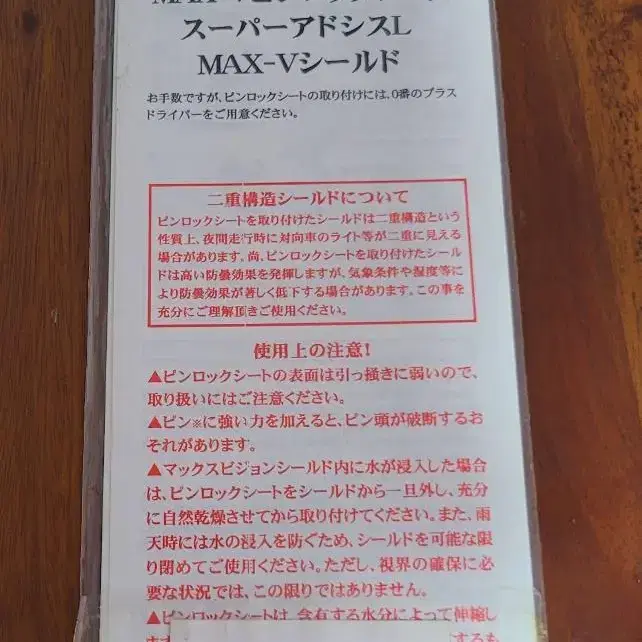 スーパーアドシスL
MAX-Vシールド
お手数ですが、ピンロックシートの取り付けには、0番のプラス
ドライバーをご用意ください。
二重構造シールドについて
ピンロックシートを取り付けたシールドは二重構造という
性質上、夜間走行時に対向車のライト等が二重に見える
場合があります。尚、ピンロックシートを取り付けたシール
ドは高い防曇効果を発揮しますが、気象条件や湿度等に
より防曇効果が著しく低下する場合があります。この事を
充分にご理解頂きご使用ください。
使用上の注意!
▲ピンロックシートの表面は引っ掻きに弱いので、
取り扱いにはご注意ください。
▲ピン※に強い力を加えると、ピン頭が破断するお
それがあります。
▲マックスビジョンシールド内に水が浸入した場合
は、ピンロックシートをシールドから一旦外し、充分
に自然乾燥させてから取り付けてください。また、雨
天時には水の浸入を防ぐため、シールドを可能な限
り閉めてご使用ください。ただし、視界の確保に必
要な状況では、この限りではありません。
▲ピンロックシートは、含有する水分によって伸縮し